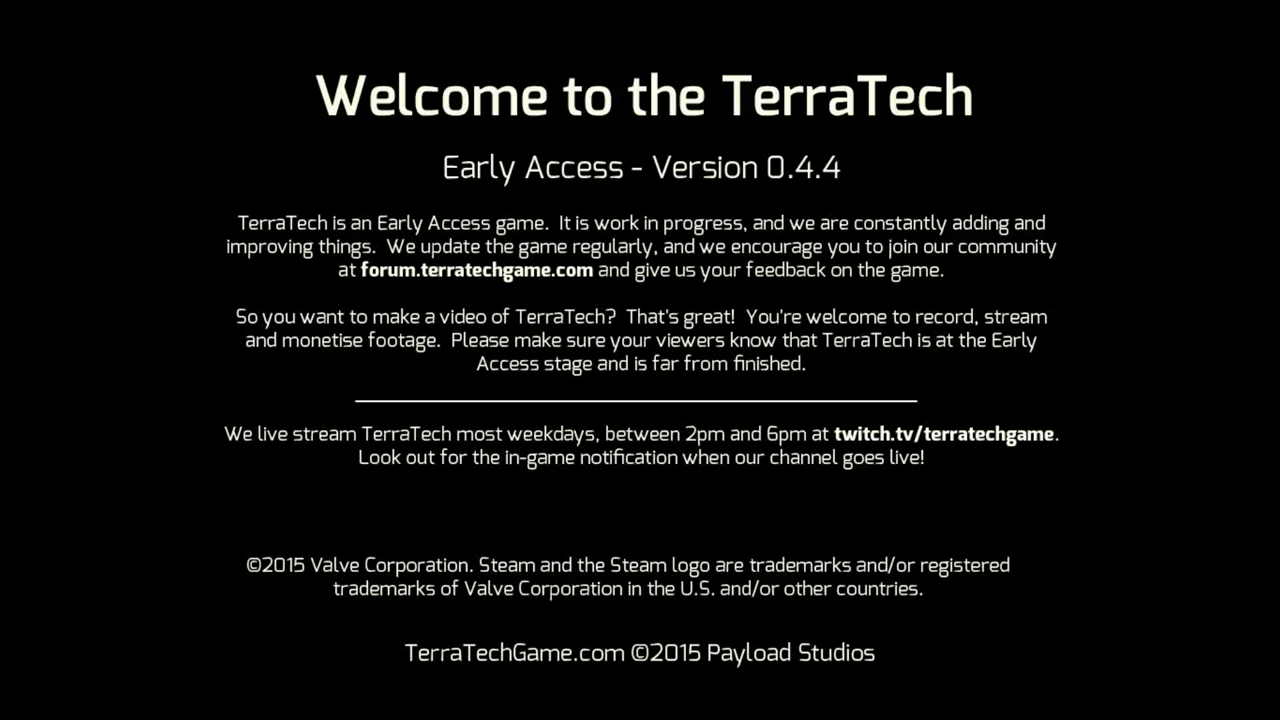 Welcome to the TerraTech
Early Access - Version 0.4.4
TerraTech is an Early Access game.  It is work in progress, and we are constantly adding and
improving things.  We update the game regularly, and we encourage you to join our community
at forum.terratechgame.com and give us your feedback on the game.
So you want to make a video of TerraTech?  That's great!  You're welcome to record, stream
and monetise footage.  Please make sure your viewers know that TerraTech is at the Early
Access stage and is far from finished.
We live stream TerraTech most weekdays, between 2pm and 6pm at twitch.tv/terratechgame.
Look out for the in-game notification when our channel goes live!
©2015 Valve Corporation. Steam and the Steam logo are trademarks and/or registered
trademarks of Valve Corporation in the U.S. and/or other countries.
TerraTechGame.com ©2015 Payload Studios